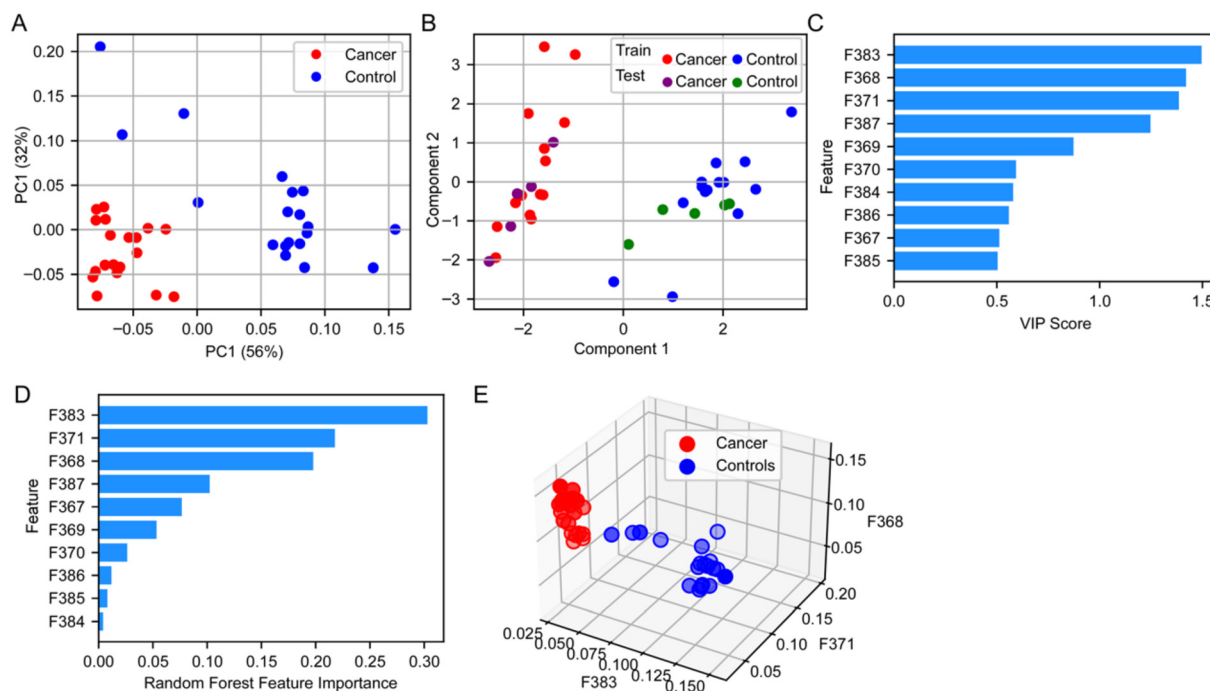 A
Cancer
Control
0.20
0.15
0.10
0.05
0.00
−0.05
PC1 (32%)
−0.05
0.00
0.05
0.10
0.15
PC1 (56%)
B
Train
Cancer
Control
Test
Cancer
Control
3
2
1
0
−1
−2
−3
Component 2
−2
0
2
Component 1
C
F383
F368
F371
F387
F369
F370
F384
F386
F367
F385
Feature
0.0
0.5
1.0
1.5
VIP Score
D
F383
F371
F368
F387
F367
F369
F370
F386
F385
F384
Feature
0.00
0.05
0.10
0.15
0.20
0.25
0.30
Random Forest Feature Importance
E
Cancer
Controls
0.15
0.10
0.05
F368
0.20
0.15
0.10
0.05
F371
0.025
0.050
0.075
0.100
0.125
0.150
F383